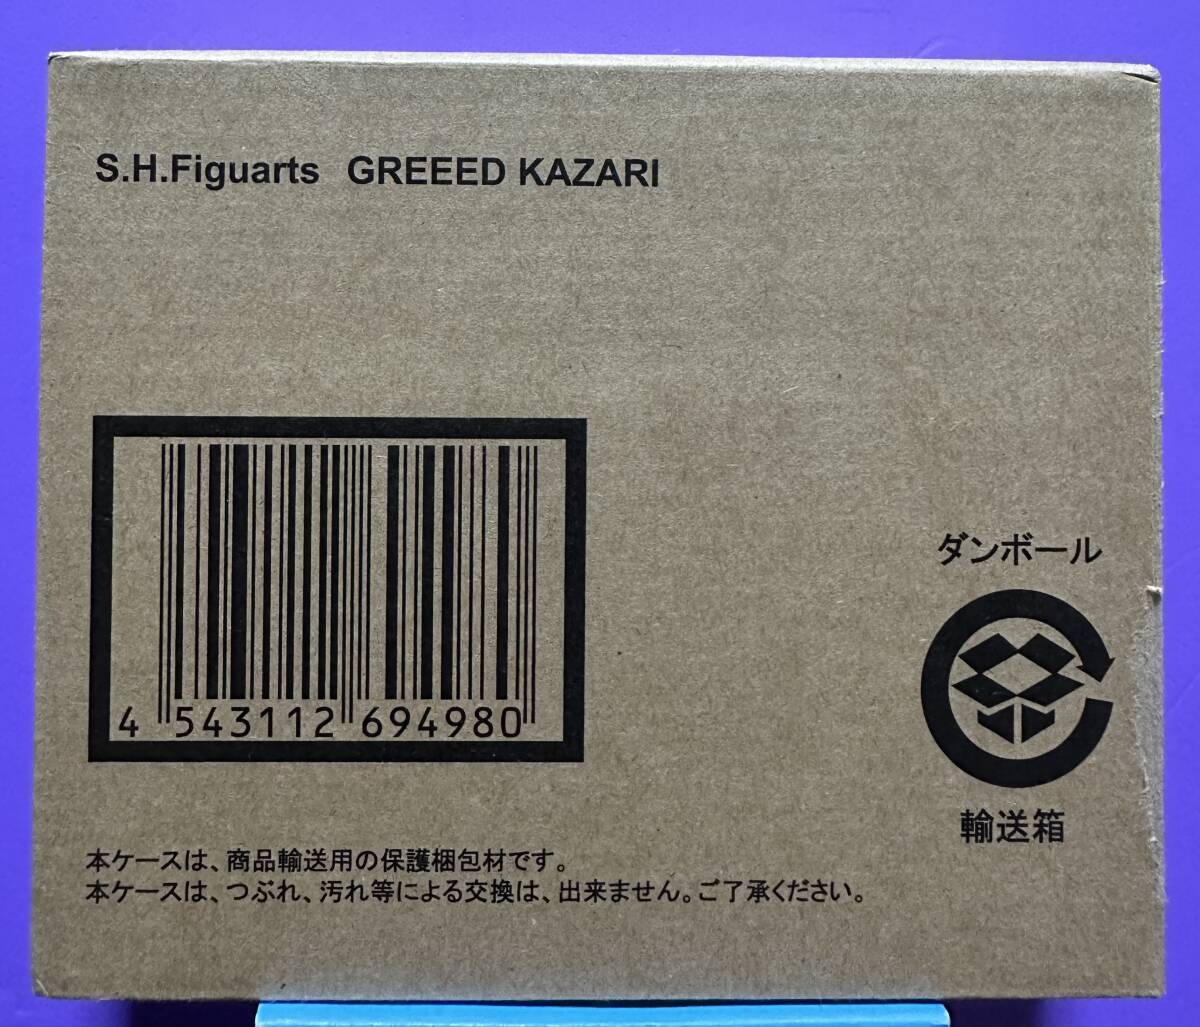 S.H.Figuarts GREEED KAZARI
4 543112 694980
ダンボール
輸送箱
本ケースは、商品輸送用の保護梱包材です。
本ケースは、つぶれ、汚れ等による交換は、出来ません。ご了承ください。